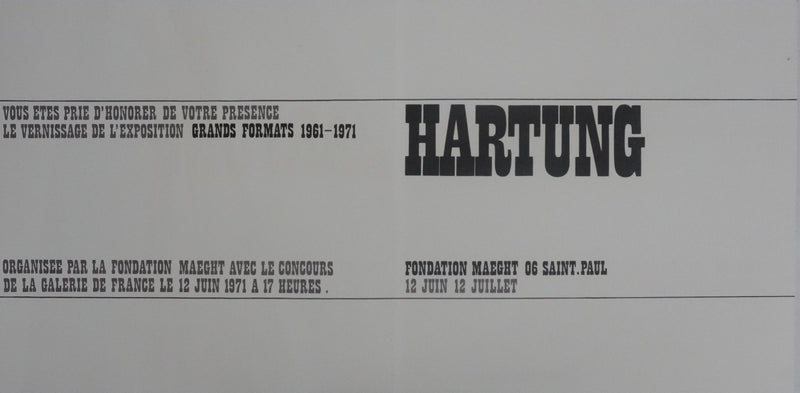 VOUS ETES PRIE D'HONORER DE VOTRE PRESENCE
LE VERNISSAGE DE L'EXPOSITION GRANDS FORMATS 1961-1971
ORGANISEE PAR LA FONDATION MAEGHT AVEC LE CONCOURS
DE LA GALERIE DE FRANCE LE 12 JUIN 1971 A 17 HEURES.
HARTUNG
FONDATION MAEGHT 06 SAINT.PAUL
12 JUIN 12 JUILLET